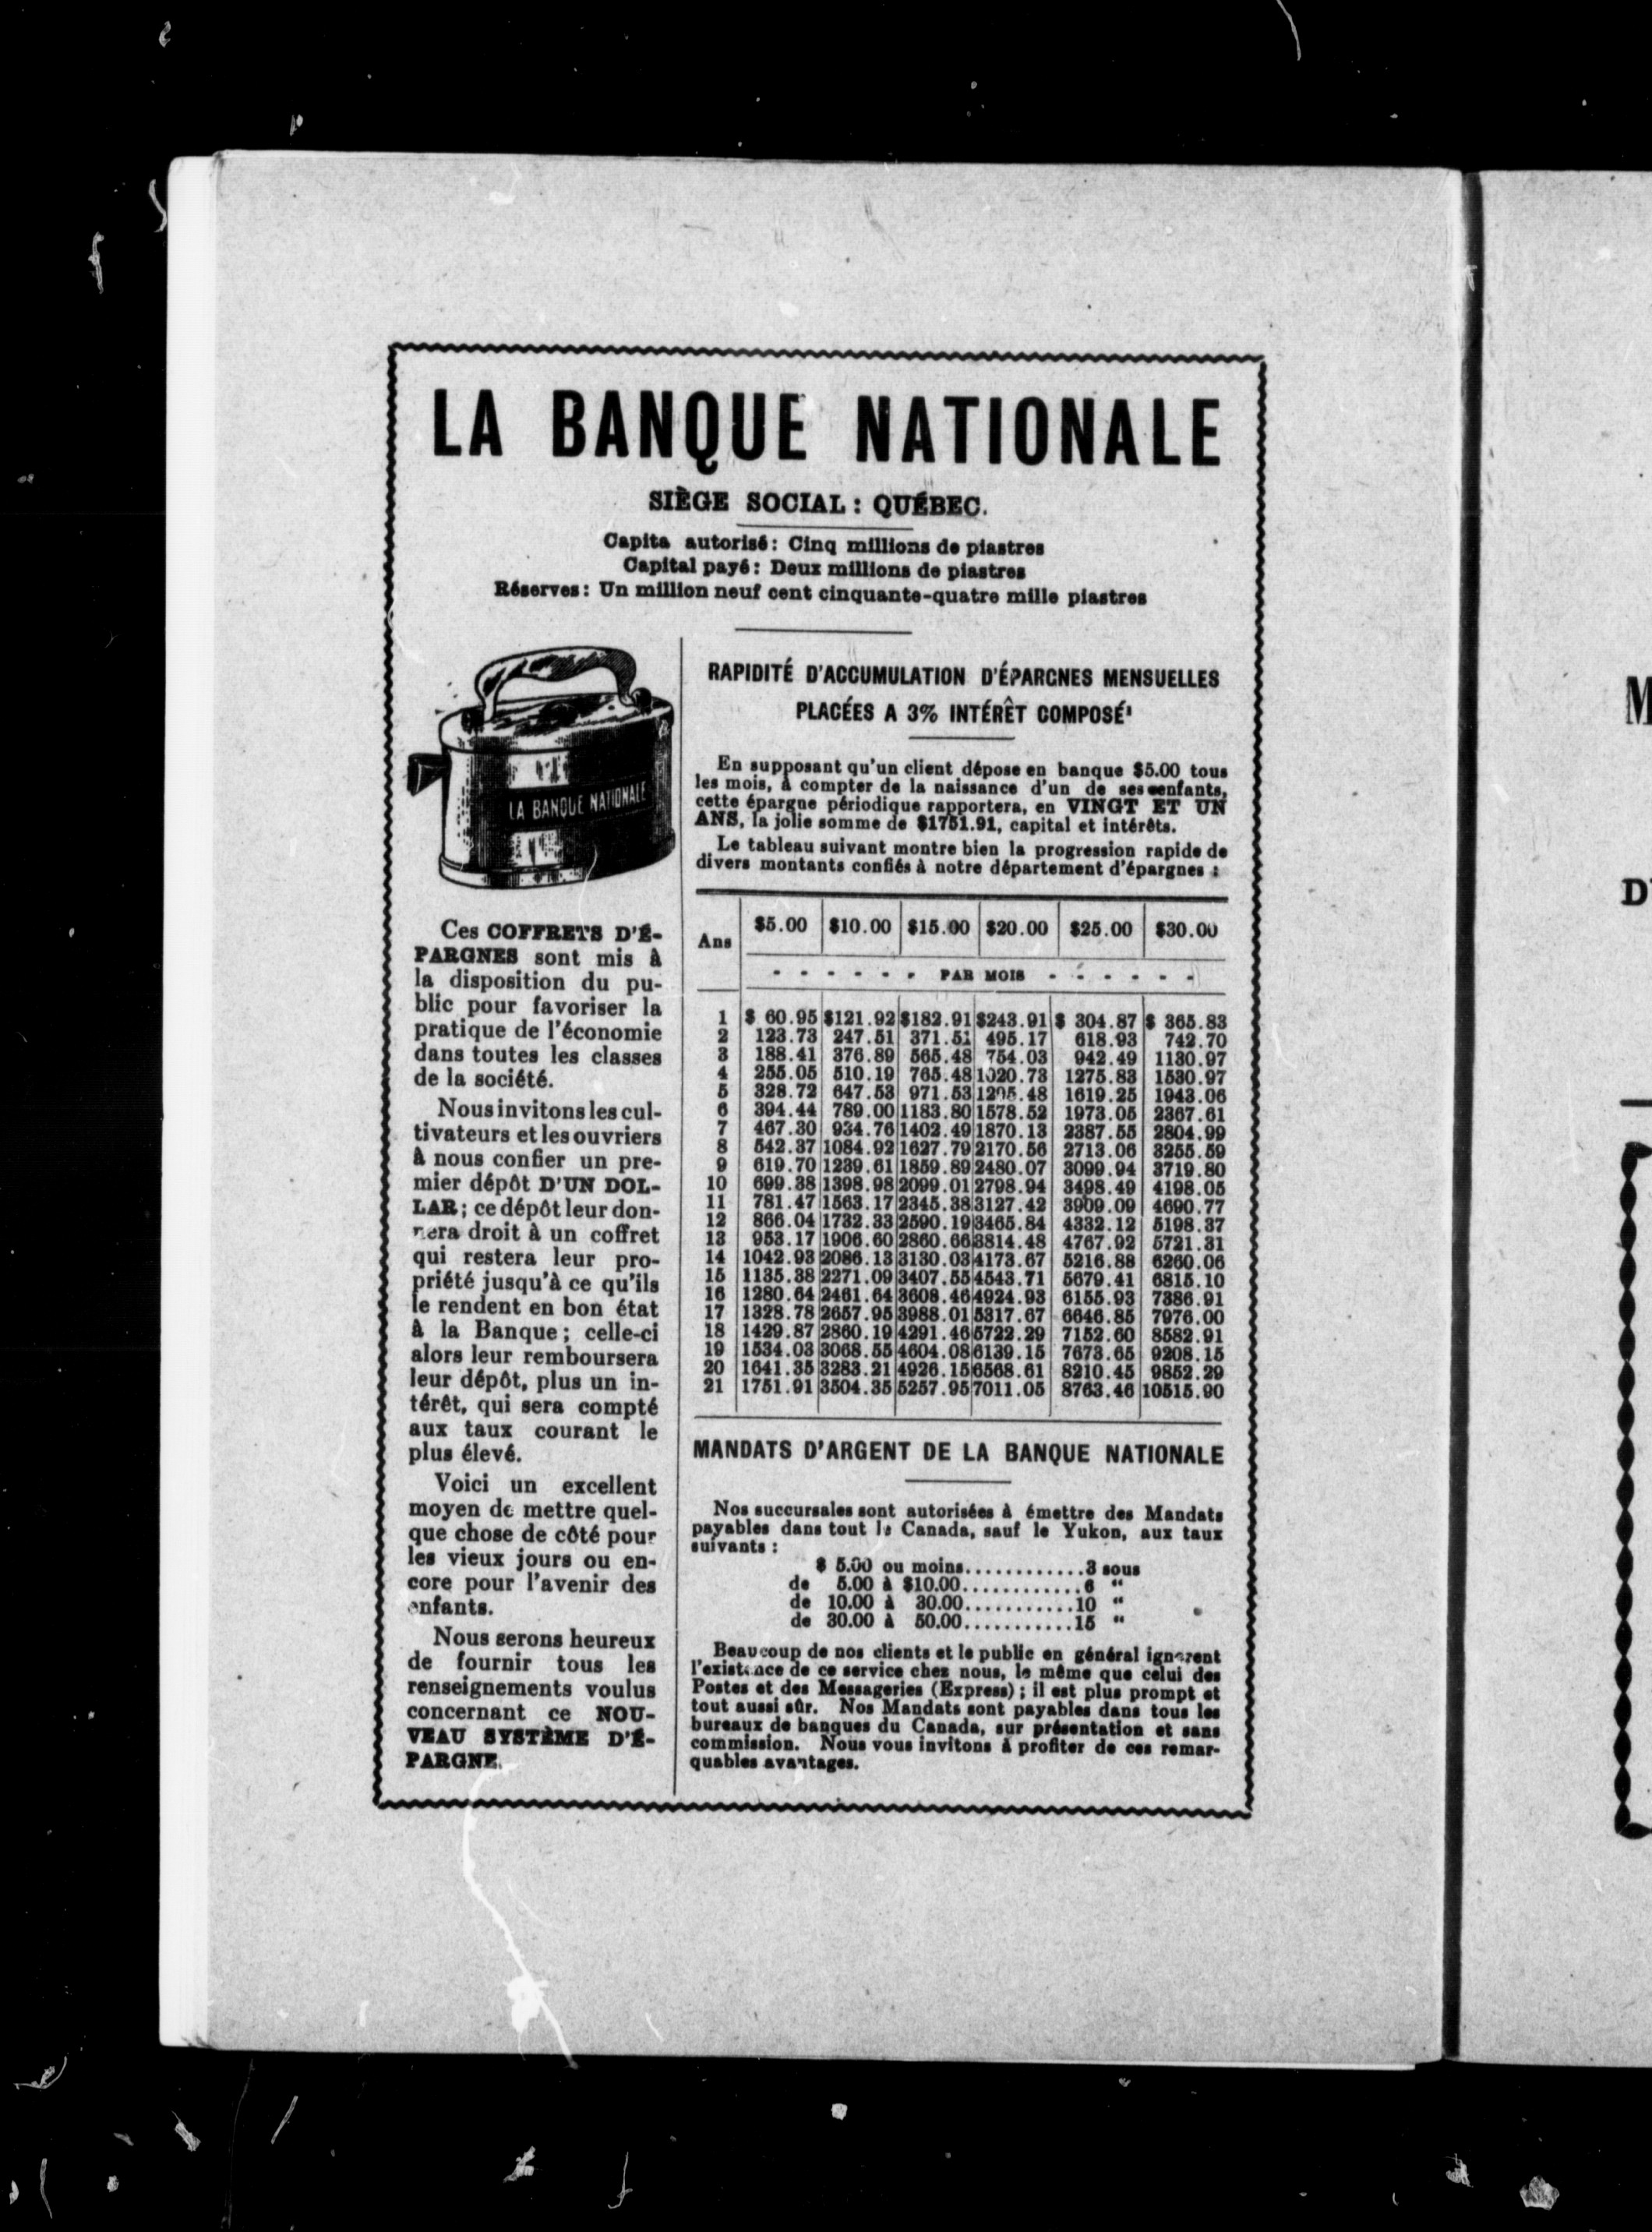 LA BANQUE NATIONALE
SIÈGE SOCIAL : QUÉBEC.
Capita autorisé : Cinq millions de piastres
Capital payé : Deux millions de piastres
Réserves : Un million neuf cent cinquante-quatre mille piastres
LA BANQUE NATIONALE
Ces COFFRETS D'É-
PARGNES sont mis à
la disposition du pu-
blic pour favoriser la
pratique de l'économie
dans toutes les classes
de la société.
Nous invitons les cul-
tivateurs et les ouvriers
à nous confier un pre-
mier dépôt D'UN DOL-
LAR ; ce dépôt leur don-
nera droit à un coffret
qui restera leur pro-
priété jusqu'à ce qu'ils
le rendent en bon état
à la Banque ; celle-ci
alors leur remboursera
leur dépôt, plus un in-
térêt, qui sera compté
aux taux courant le
plus élevé.
Voici un excellent
moyen de mettre quel-
que chose de côté pour
les vieux jours ou en-
core pour l'avenir des
enfants.
Nous serons heureux
de fournir tous les
renseignements voulus
concernant ce NOU-
VEAU SYSTÈME D'É-
PARGNE.
RAPIDITÉ D'ACCUMULATION D'ÉPARGNES MENSUELLES
PLACÉES A 3% INTÉRÊT COMPOSÉ
En supposant qu'un client dépose en banque $5.00 tous
les mois, à compter de la naissance d'un de ses enfants,
cette épargne périodique rapportera, en VINGT ET UN
ANS, la jolie somme de $1751.91, capital et intérêts.
Le tableau suivant montre bien la progression rapide de
divers montants confiés à notre département d'épargnes :
Ans $5.00 $10.00 $15.00 $20.00 $25.00 $30.00
- - - - - - PAR MOIS - - - - - -
1 $ 60.95 $121.92 $182.91 $243.91 $ 304.87 $ 365.83
2 123.73 247.51 371.51 495.17 618.93 742.70
3 188.41 376.89 565.48 754.03 942.49 1130.97
4 255.05 510.19 765.48 1020.73 1275.83 1530.97
5 328.72 647.53 971.53 1295.48 1619.25 1943.06
6 394.44 789.00 1183.80 1578.52 1973.05 2367.61
7 467.30 934.76 1402.49 1870.13 2387.55 2804.99
8 542.37 1084.92 1627.79 2170.56 2713.06 3255.59
9 619.70 1239.61 1859.89 2480.07 3099.94 3719.80
10 699.38 1398.98 2099.01 2798.94 3498.49 4198.05
11 781.47 1563.17 2345.38 3127.42 3909.09 4690.77
12 866.04 1732.33 2590.19 3465.84 4332.12 5198.37
13 953.17 1906.60 2860.66 3814.48 4767.92 5721.31
14 1042.93 2086.13 3130.03 4173.67 5216.88 6260.06
15 1135.38 2271.09 3407.55 4543.71 5679.41 6815.10
16 1280.64 2461.64 3608.46 4924.93 6155.93 7386.91
17 1328.78 2657.95 3988.01 5317.67 6646.85 7976.00
18 1429.87 2860.19 4291.46 5722.29 7152.60 8582.91
19 1534.03 3068.55 4604.08 6139.15 7673.65 9208.15
20 1641.35 3283.21 4926.15 6568.61 8210.45 9852.29
21 1751.91 3504.35 5257.95 7011.05 8763.46 10515.90
MANDATS D'ARGENT DE LA BANQUE NATIONALE
Nos succursales sont autorisées à émettre des Mandats
payables dans tout le Canada, sauf le Yukon, aux taux
suivants :
$ 5.00 ou moins............3 sous
de 5.00 à $10.00............6 "
de 10.00 à 30.00...........10 "
de 30.00 à 50.00...........15 "
Beaucoup de nos clients et le public en général ignorent
l'existence de ce service chez nous, le même que celui des
Postes et des Messageries (Express) ; il est plus prompt et
tout aussi sûr. Nos Mandats sont payables dans tous les
bureaux de banques du Canada, sur présentation et sans
commission. Nous vous invitons à profiter de ces remar-
quables avantages.
M
D'